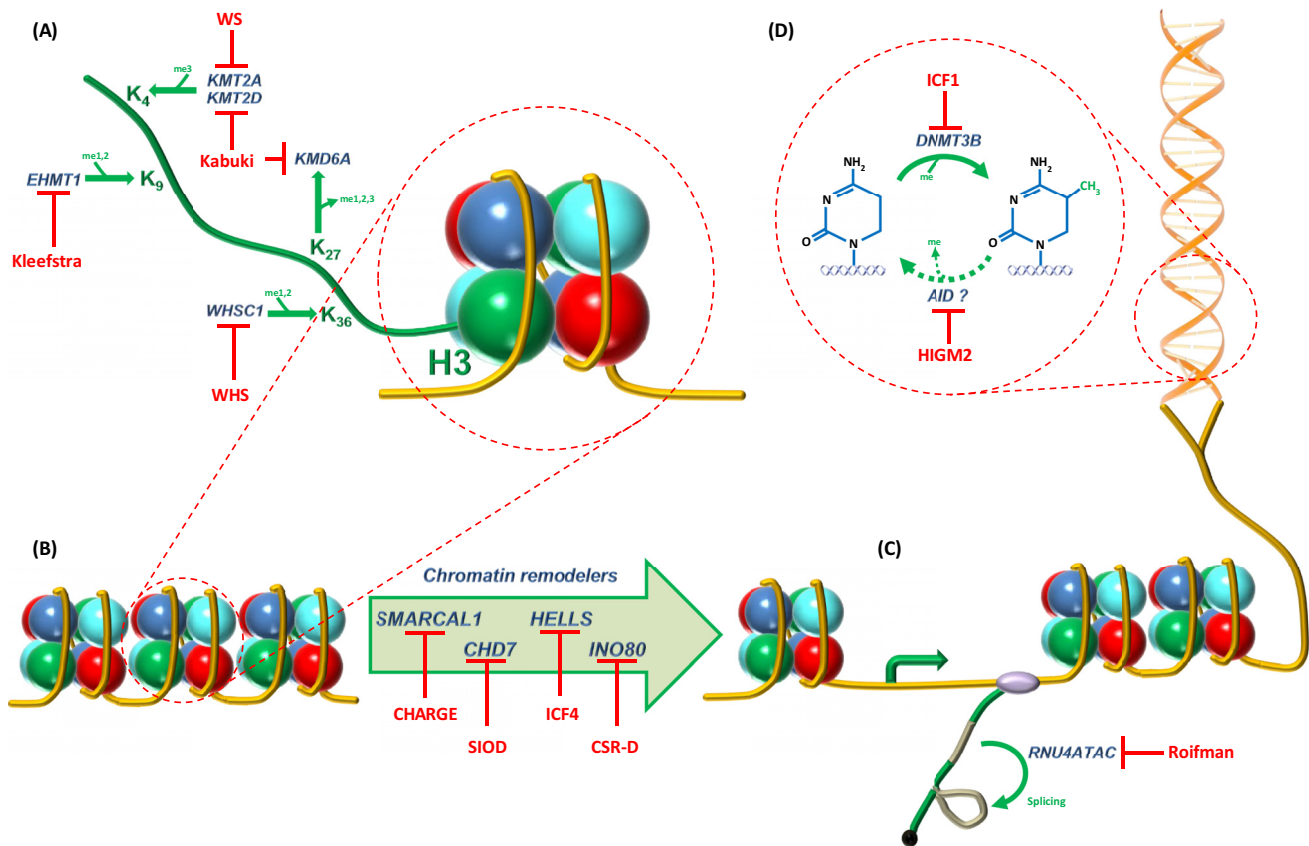 (A)
WS
me3
KMT2A
K4
KMT2D
Kabuki
KMD6A
me1,2
EHMT1
K9
me1,2,3
Kleefstra
K27
me1,2
WHSC1
K36
H3
WHS
(D)
ICF1
DNMT3B
me
NH2
N
O
N
NH2
CH3
N
O
N
me
AID ?
HIGM2
(B)
Chromatin remodelers
SMARCAL1
HELLS
CHD7
INO80
CHARGE
ICF4
SIOD
CSR-D
(C)
RNU4ATAC
Roifman
Splicing